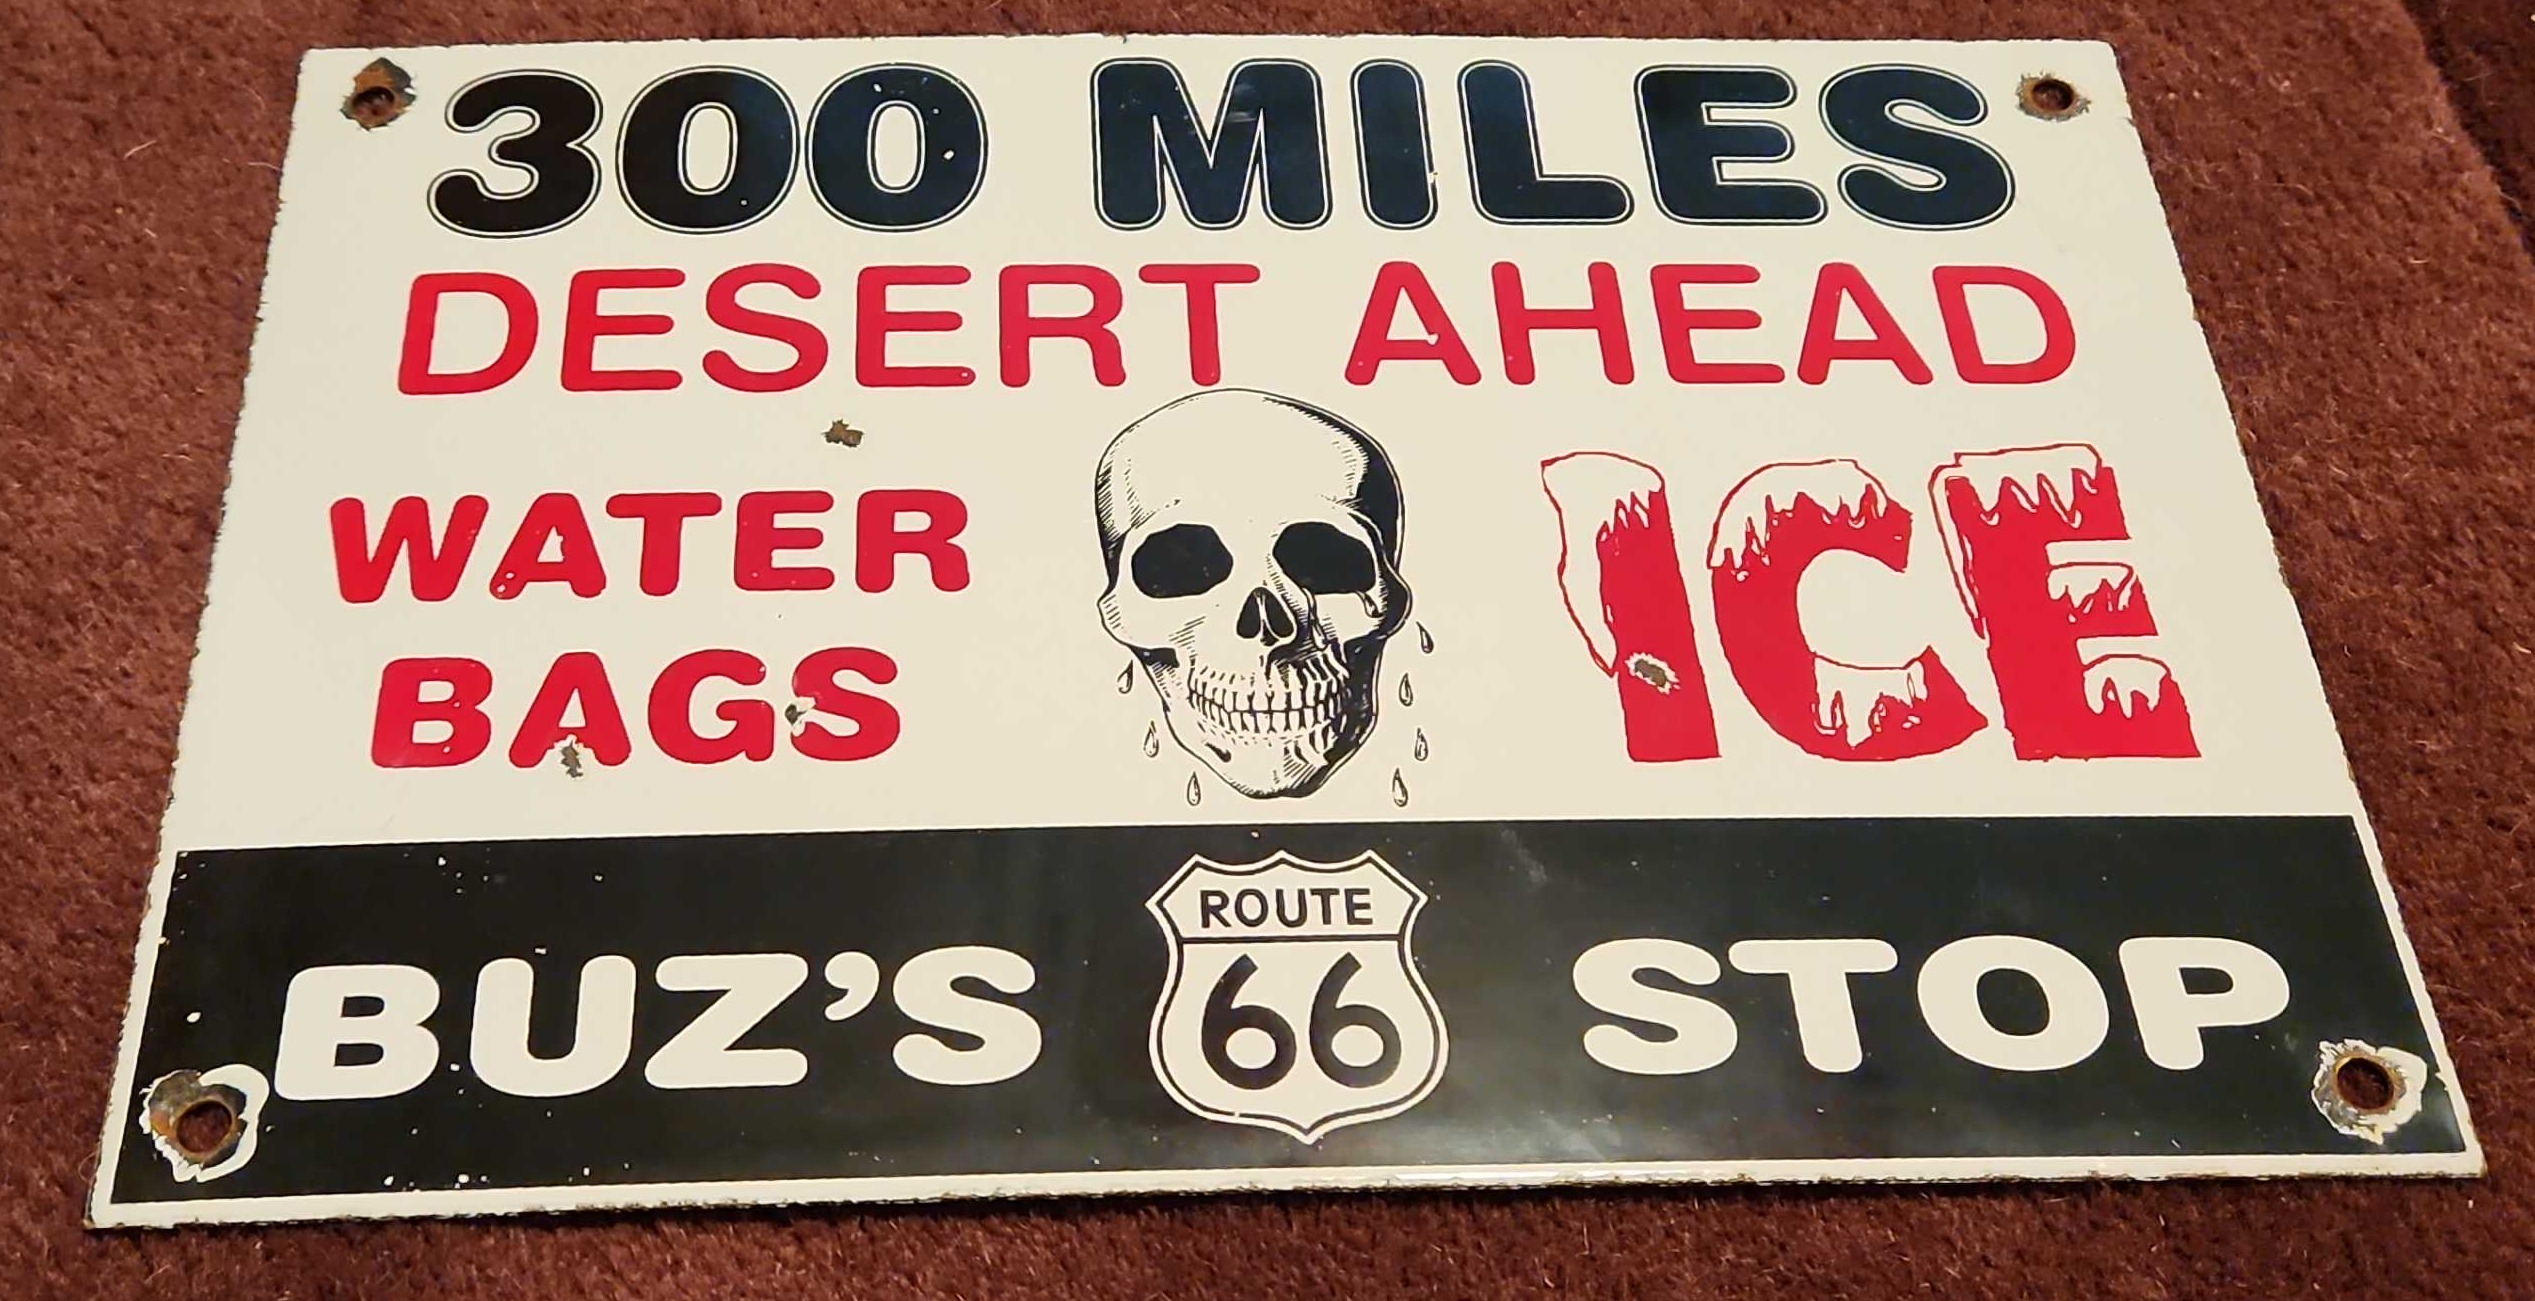 300 MILES
DESERT AHEAD
WATER
BAGS
ICE
BUZ'S
ROUTE
66
STOP